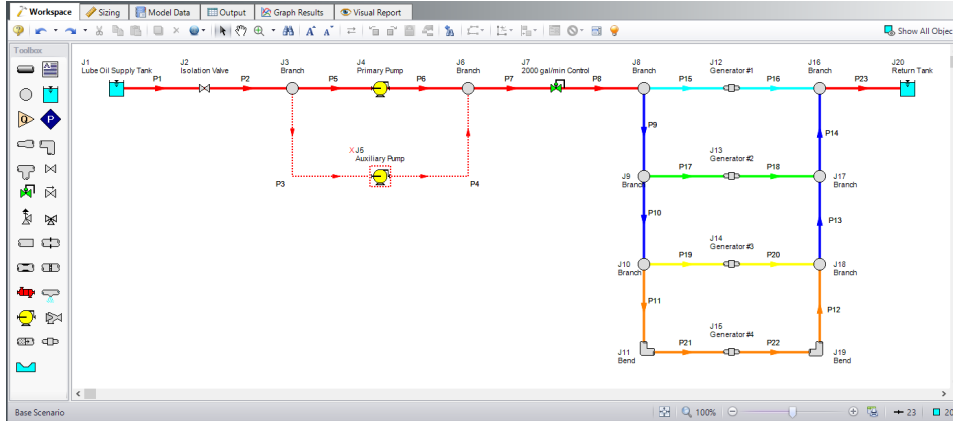 Workspace
Sizing
Model Data
Output
Graph Results
Visual Report
Show All Objec
Toolbox
J1
Lube Oil Supply Tank
P1
J2
Isolation Valve
P2
J3
Branch
P5
J4
Primary Pump
P6
J6
Branch
P7
J7
2000 gal/min Control
P8
J8
Branch
P15
J12
Generator #1
P16
J16
Branch
P23
J20
Return Tank
P9
P14
X J5
Auxiliary Pump
P3
P4
J13
Generator #2
P17
P18
J9
Branch
J17
Branch
P10
P13
J14
Generator #3
P19
P20
J10
Branch
J18
Branch
P11
P12
J15
Generator #4
P21
P22
J11
Bend
J19
Bend
Base Scenario
100%
23
20